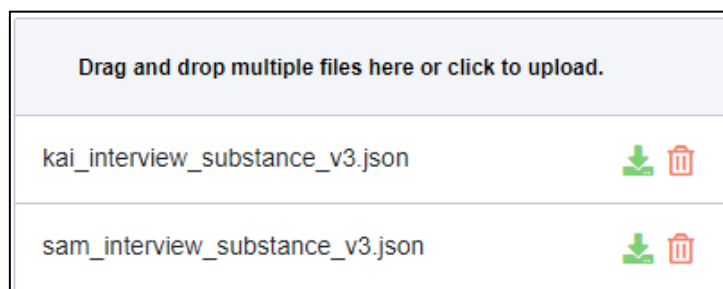 Drag and drop multiple files here or click to upload.
kai_interview_substance_v3.json
sam_interview_substance_v3.json